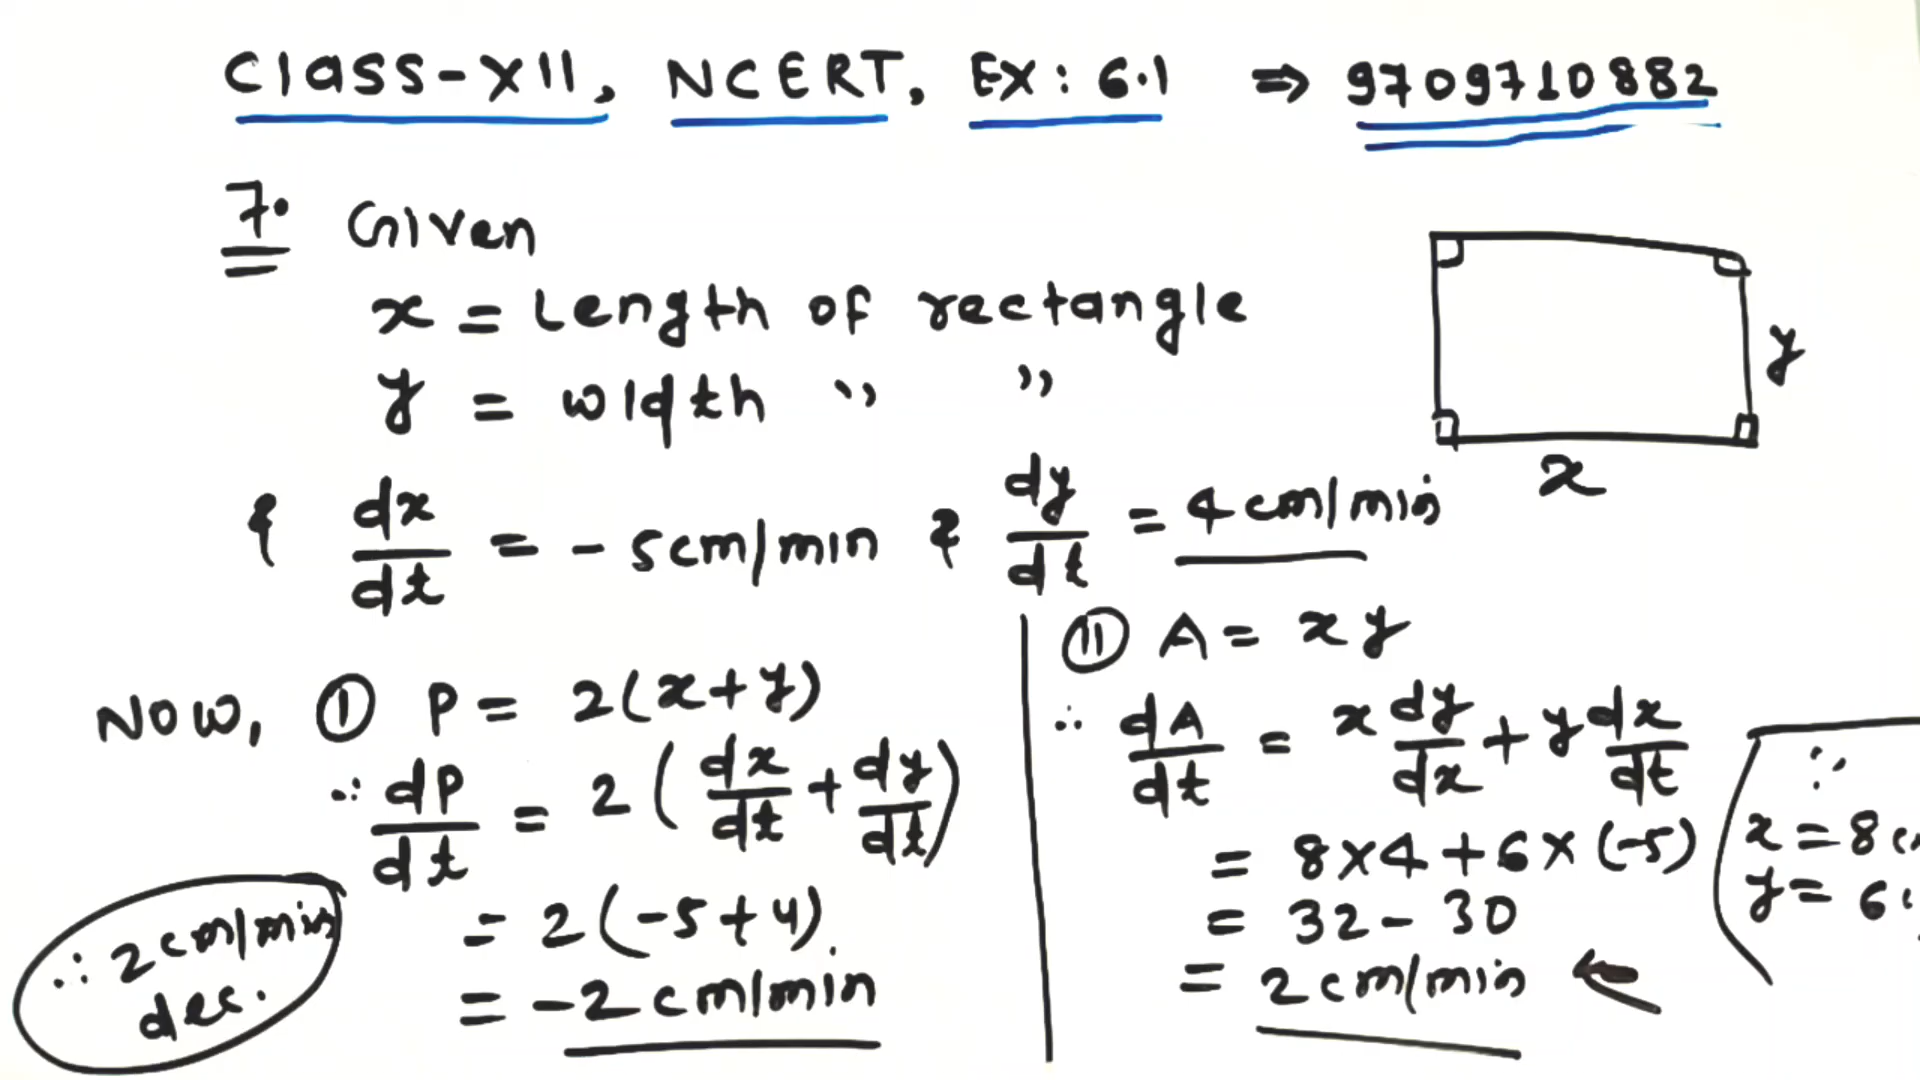 Class-XII, NCERT, EX: 6.1 ⇒ 9709710882
7. Given
x = Length of rectangle
y = width " "
& dx/dt = -5cm/min & dy/dt = 4cm/min
y
x
Now, (I) P = 2(x+y)
∴ dP/dt = 2(dx/dt + dy/dt)
= 2(-5+4)
= -2 cm/min
∴ 2cm/min
dec.
(II) A = xy
∴ dA/dt = x dy/dx + y dx/dt
= 8×4+6×(-5)
= 32-30
= 2cm/min
∵
x = 8
y = 6